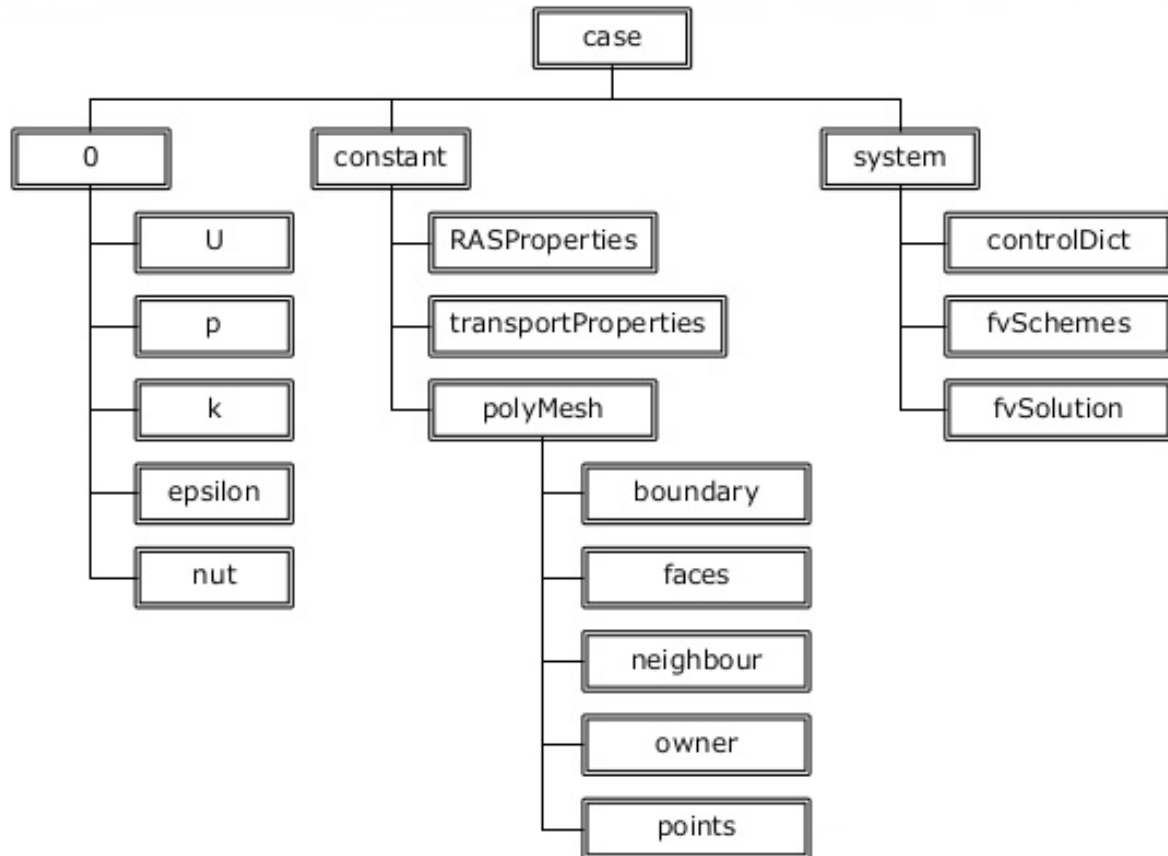 case
0
constant
system
U
RASProperties
controlDict
p
transportProperties
fvSchemes
k
polyMesh
fvSolution
epsilon
boundary
nut
faces
neighbour
owner
points